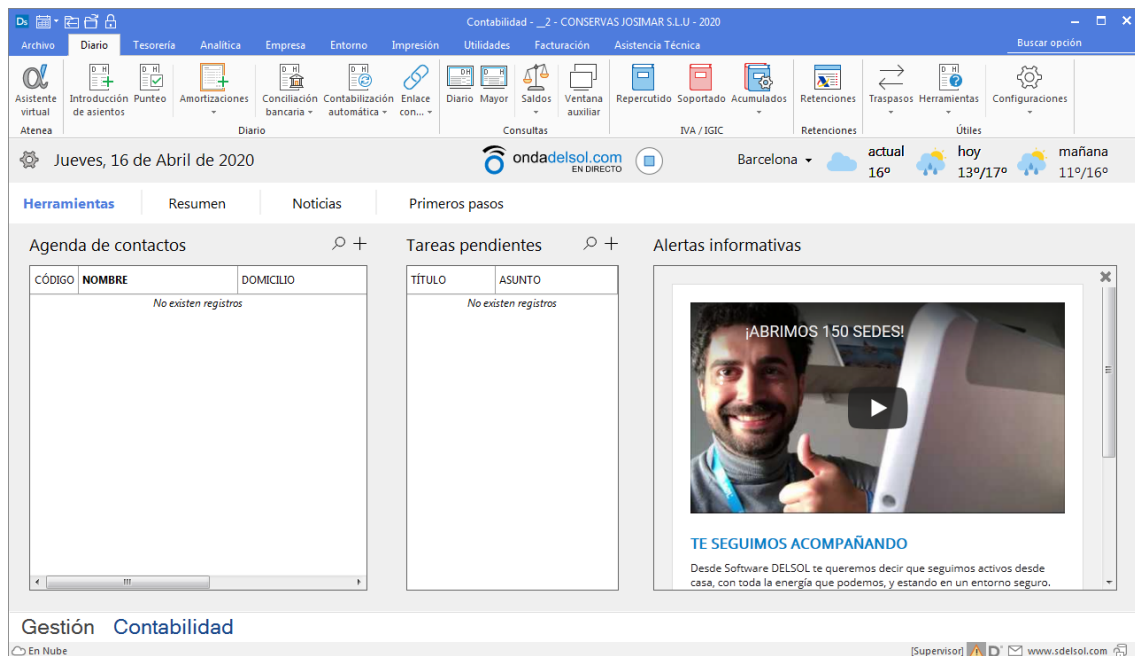 Ds
Contabilidad - __2 - CONSERVAS JOSIMAR S.L.U - 2020
Archivo Diario Tesorería Analítica Empresa Entorno Impresión Utilidades Facturación Asistencia Técnica Buscar opción
Asistente virtual
Introducción de asientos
Punteo
Amortizaciones
Conciliación bancaria
Contabilización automática
Enlace con...
Diario
Mayor
Saldos
Ventana auxiliar
Repercutido
Soportado
Acumulados
Retenciones
Traspasos
Herramientas
Configuraciones
Atenea Diario Consultas IVA / IGIC Retenciones Útiles
Jueves, 16 de Abril de 2020
ondadelsol.com
EN DIRECTO
Barcelona
actual
16º
hoy
13º/17º
mañana
11º/16º
Herramientas Resumen Noticias Primeros pasos
Agenda de contactos
CÓDIGO NOMBRE DOMICILIO
No existen registros
Tareas pendientes
TÍTULO ASUNTO
No existen registros
Alertas informativas
¡ABRIMOS 150 SEDES!
TE SEGUIMOS ACOMPAÑANDO
Desde Software DELSOL te queremos decir que seguimos activos desde
casa, con toda la energía que podemos, y estando en un entorno seguro.
Gestión Contabilidad
En Nube
[Supervisor] D www.sdelsol.com